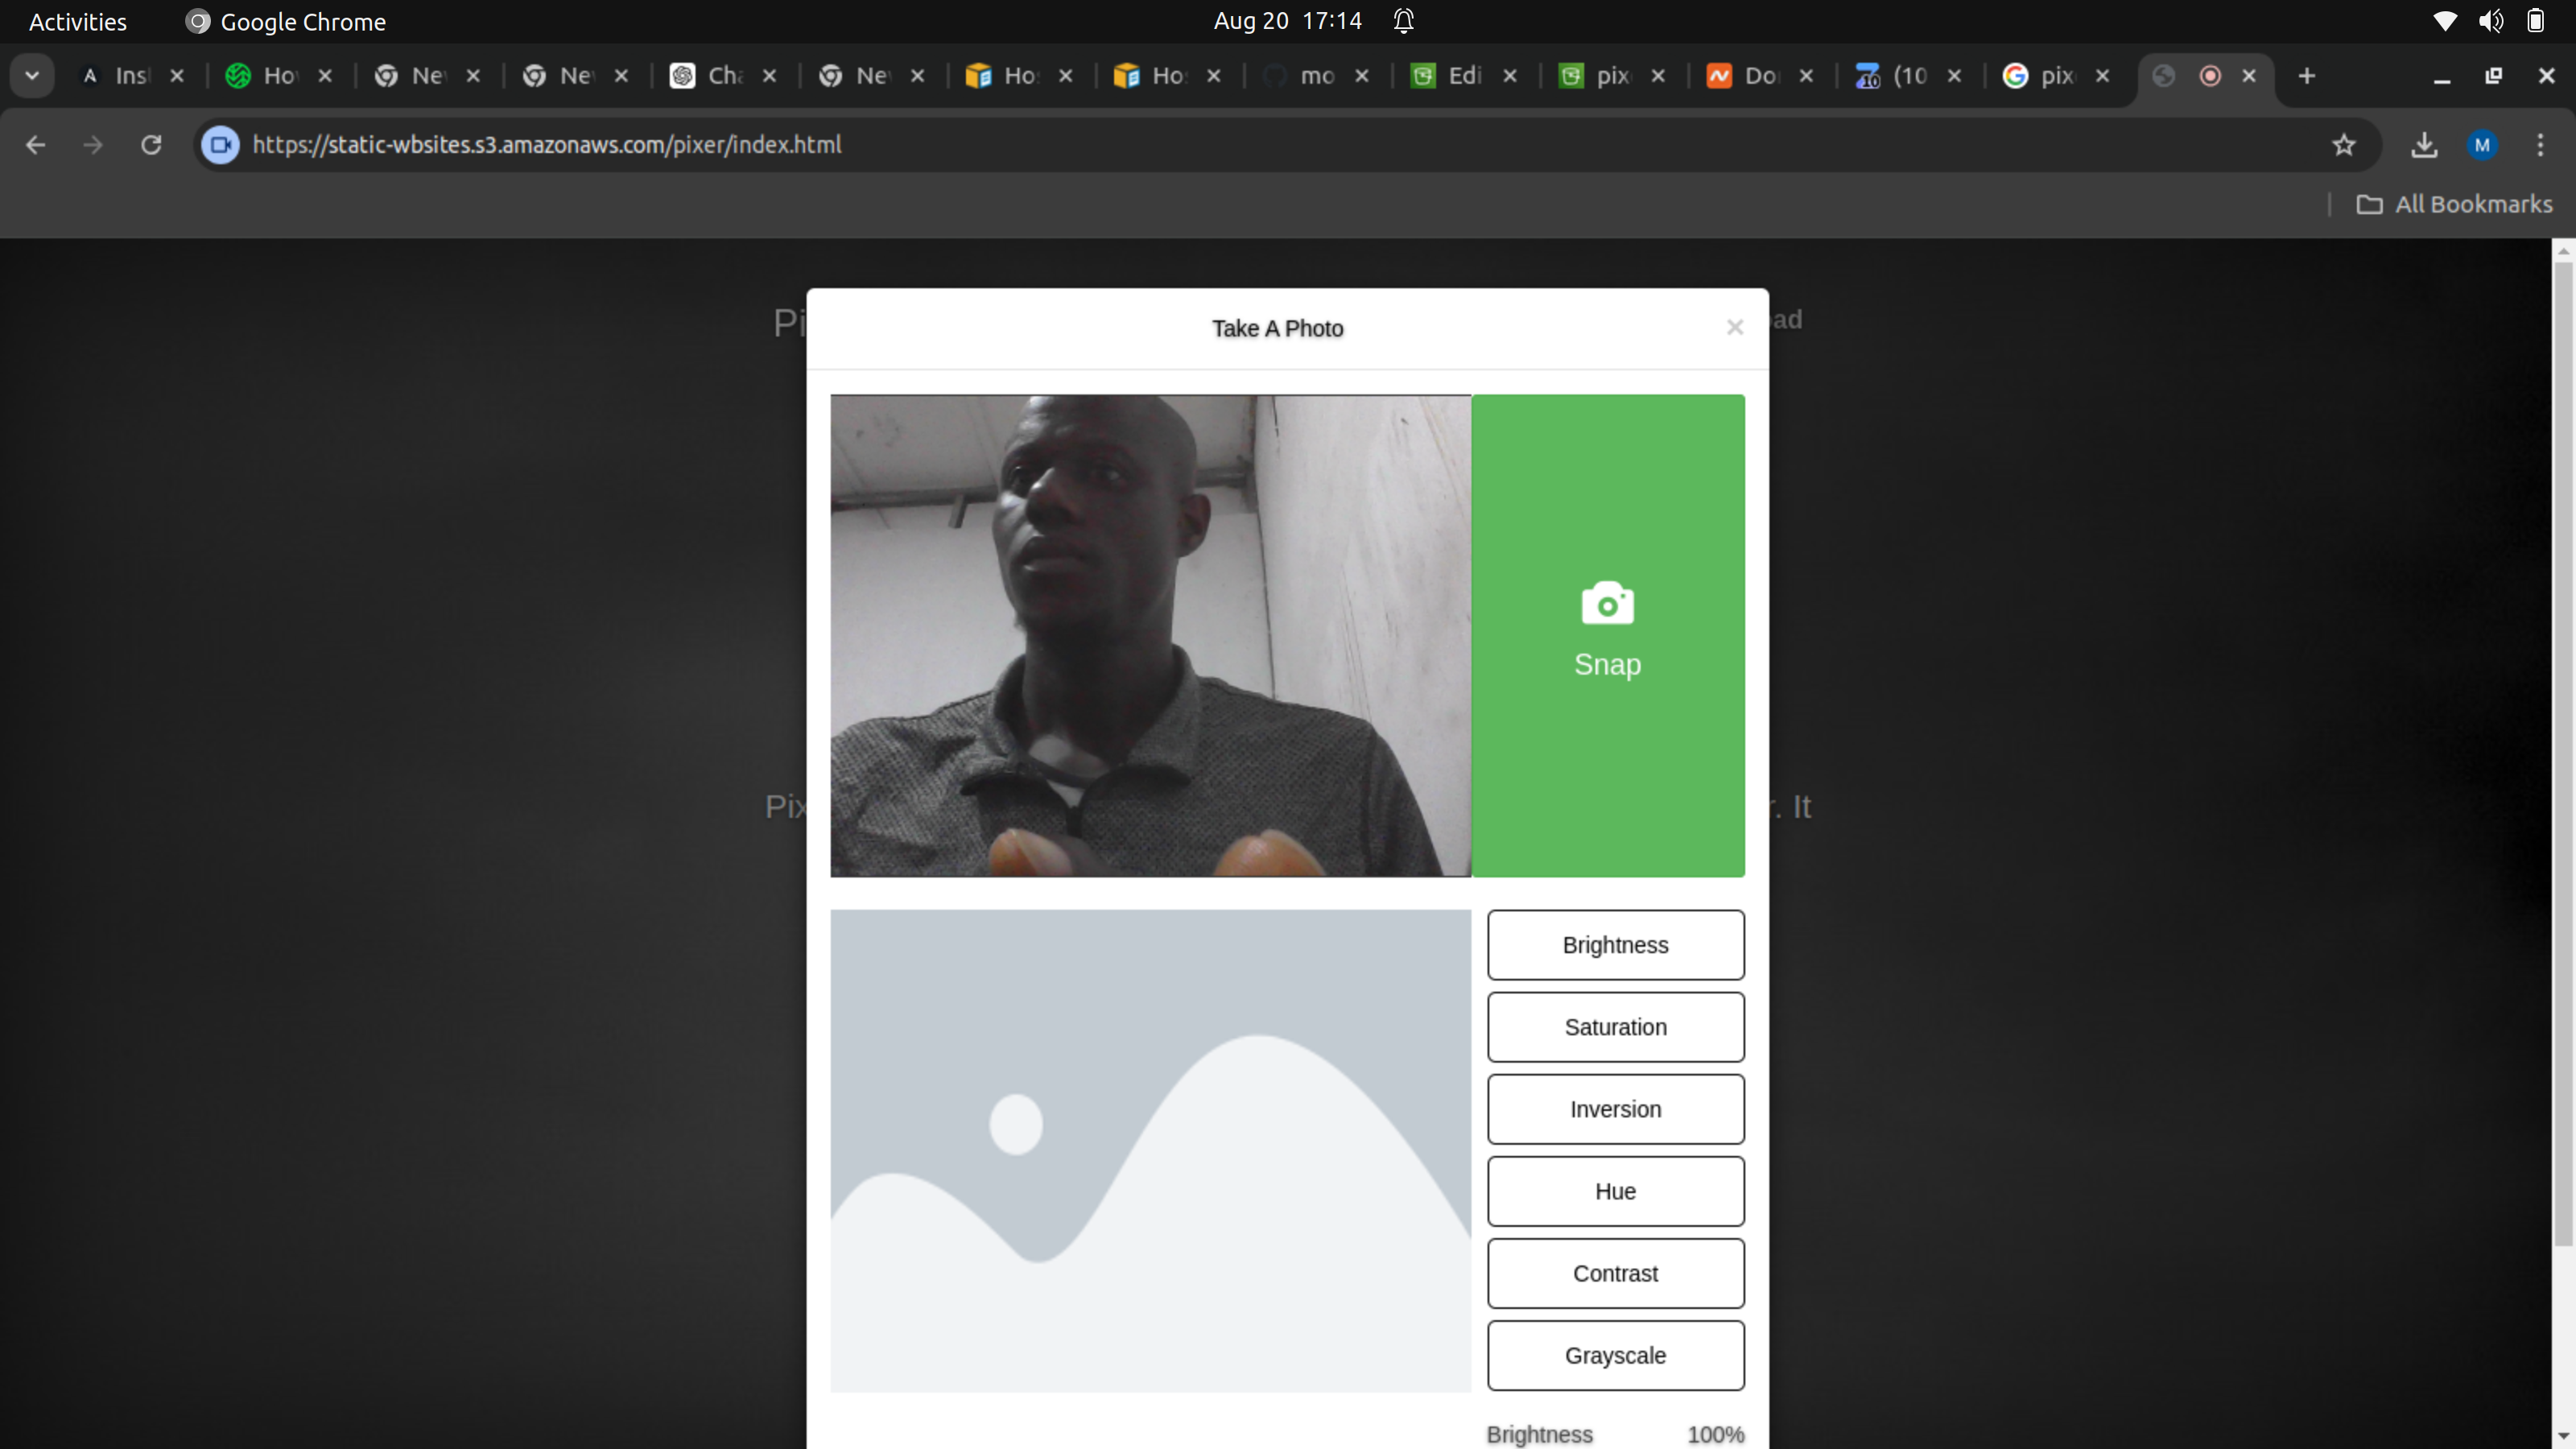 Activities Google Chrome Aug 20 17:14
Ins Ho Ne Ne Ch Ne Ho Ho mo Edi pix Do (10 pix
https://static-wbsites.s3.amazonaws.com/pixer/index.html M
All Bookmarks
Pi Take A Photo × ad
Snap
Pix r. It
Brightness
Saturation
Inversion
Hue
Contrast
Grayscale
Brightness 100%